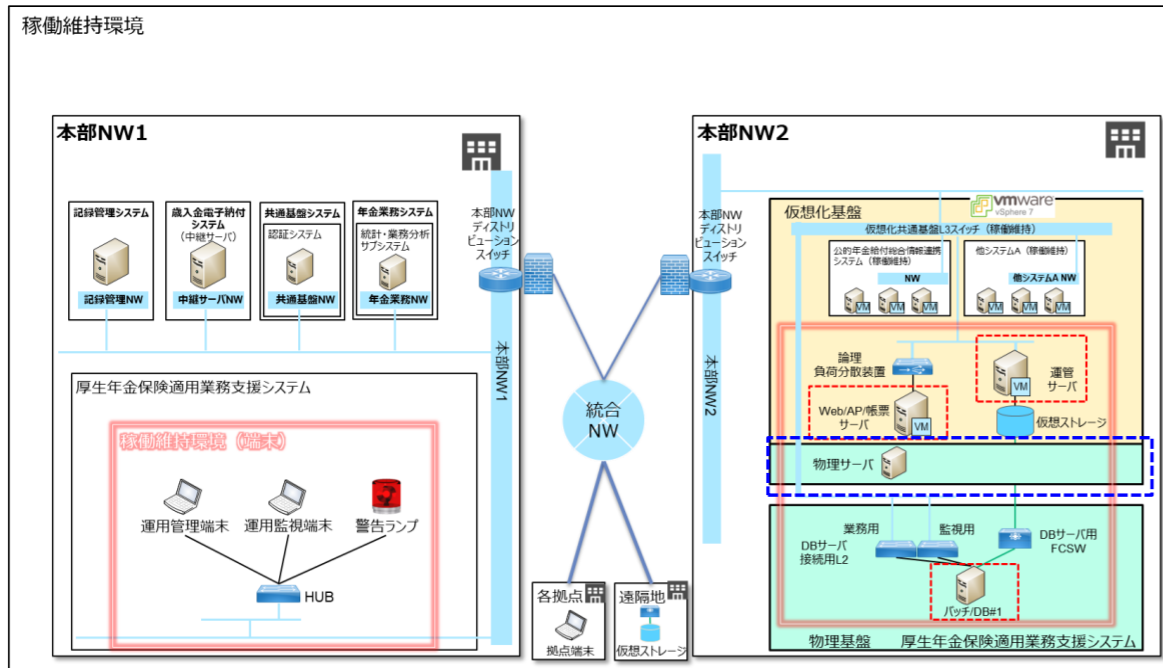 稼働維持環境
本部NW1
記録管理システム
記録管理NW
歳入金電子納付
システム
(中継サーバ)
中継サーバNW
共通基盤システム
認証システム
共通基盤NW
年金業務システム
統計・業務分析
サブシステム
年金業務NW
本部NW
ディストリ
ビューション
スイッチ
本部NW1
厚生年金保険適用業務支援システム
稼働維持環境（端末）
運用管理端末
運用監視端末
警告ランプ
HUB
統合
NW
各拠点
拠点端末
遠隔地
仮想ストレージ
本部NW2
本部NW
ディストリ
ビューション
スイッチ
本部NW2
仮想化基盤
vmware
vSphere 7
仮想化共通基盤L3スイッチ（稼働維持）
公的年金給付総合情報連携
システム（稼働維持）
NW
VM
VM
VM
他システムA（稼働維持）
他システムA NW
VM
VM
VM
論理
負荷分散装置
Web/AP/帳票
サーバ
VM
運管
サーバ
VM
仮想ストレージ
物理サーバ
業務用
監視用
DBサーバ
接続用L2
DBサーバ用
FCSW
バッチ/DB#1
物理基盤
厚生年金保険適用業務支援システム